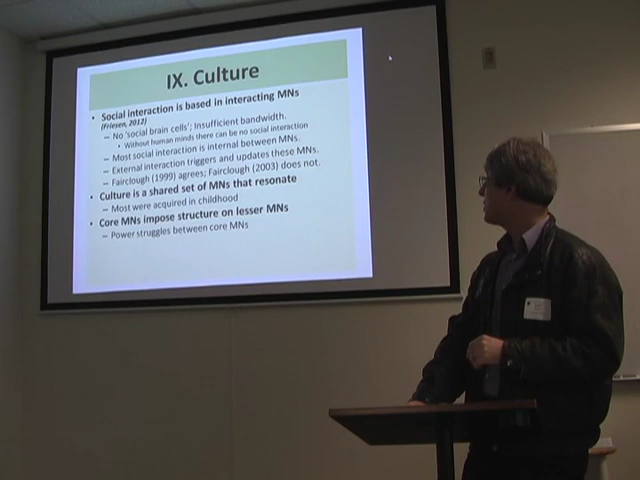 IX. Culture
• Social interaction is based in interacting MNs
(Friesen, 2012)
– No 'social brain cells'; Insufficient bandwidth.
• Without human minds there can be no social interaction
– Most social interaction is internal between MNs.
– External interaction triggers and updates these MNs.
– Fairclough (1999) agrees; Fairclough (2003) does not.
• Culture is a shared set of MNs that resonate
– Most were acquired in childhood
• Core MNs impose structure on lesser MNs
– Power struggles between core MNs